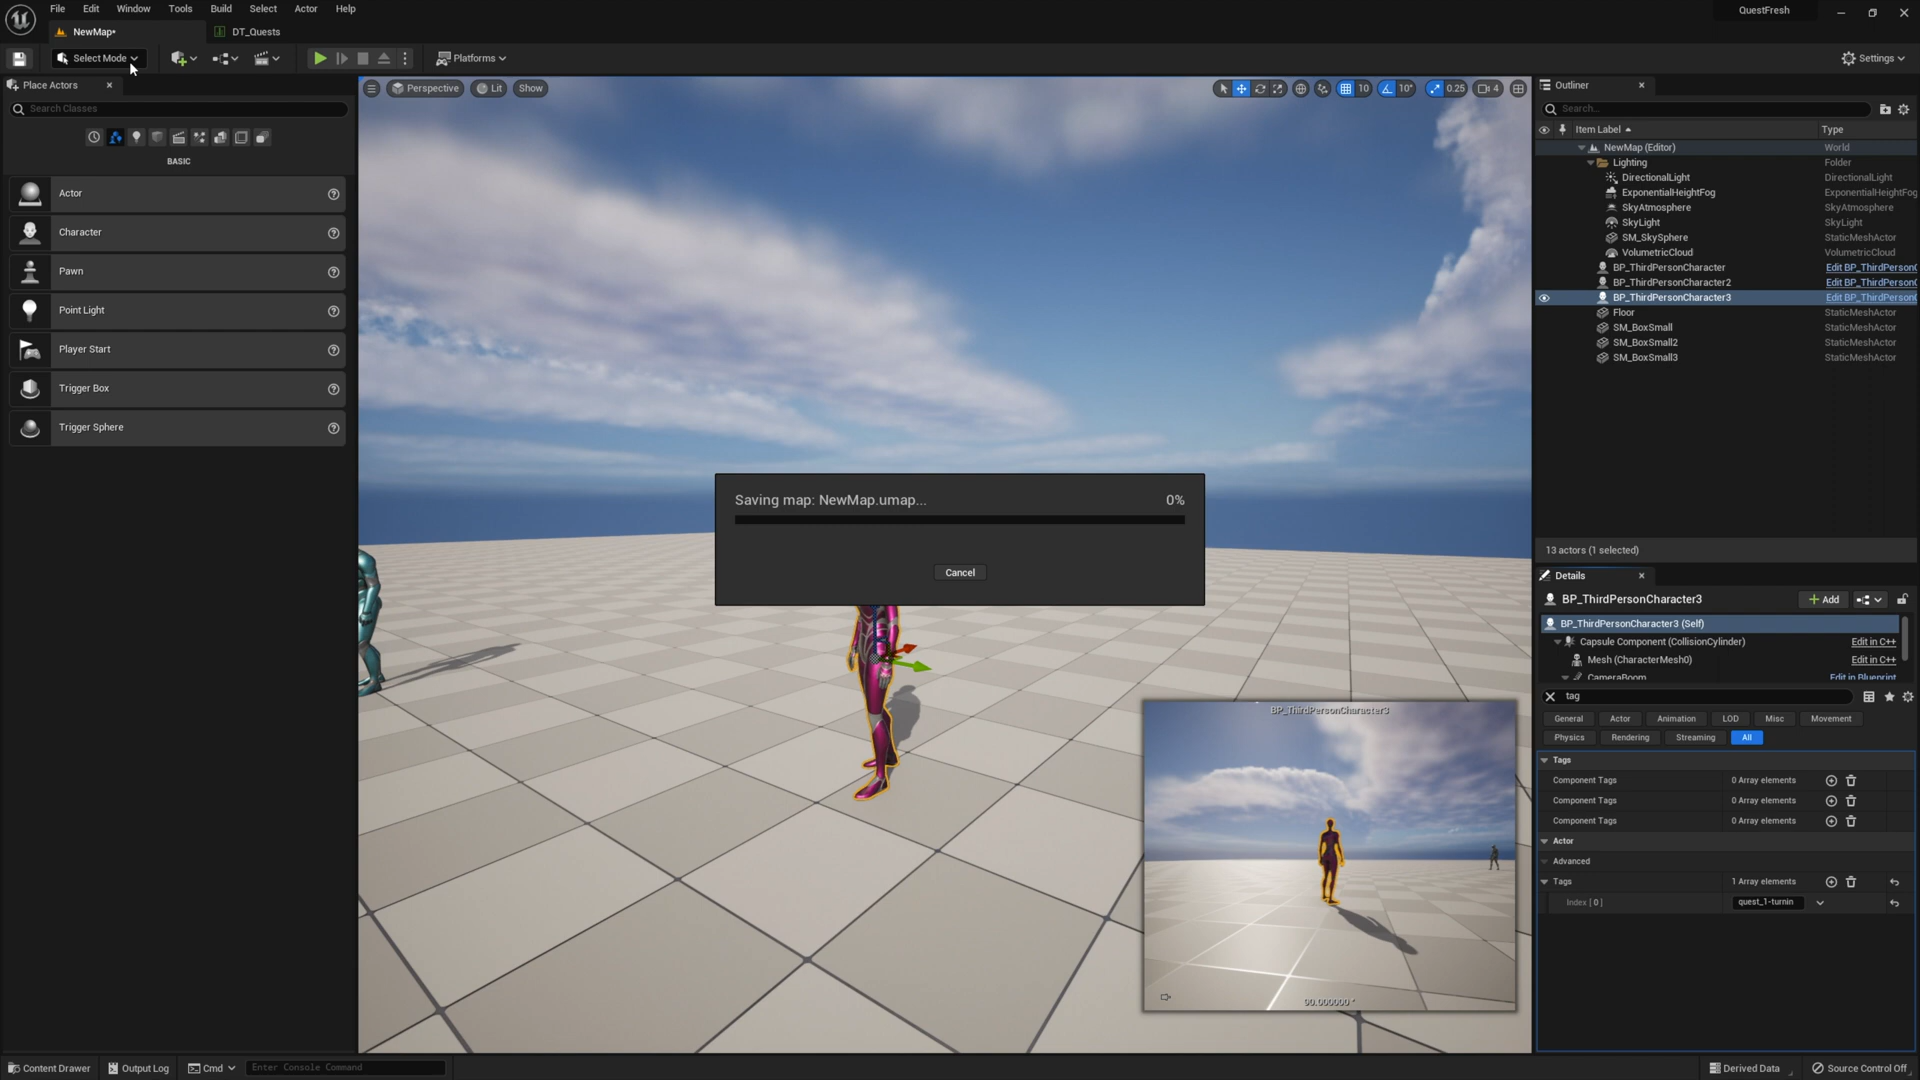 File Edit Window Tools Build Select Actor Help
QuestFresh
NewMap•
DT_Quests
Select Mode
Platforms
Settings
Place Actors
Search Classes
BASIC
Actor
Character
Pawn
Point Light
Player Start
Trigger Box
Trigger Sphere
Perspective Lit Show
10 10° 0.25 4
Saving map: NewMap.umap... 0%
Cancel
BP_ThirdPersonCharacter3
90.000000 °
Outliner
Search...
Item Label Type
NewMap (Editor) World
Lighting Folder
DirectionalLight DirectionalLight
ExponentialHeightFog ExponentialHeightFog
SkyAtmosphere SkyAtmosphere
SkyLight SkyLight
SM_SkySphere StaticMeshActor
VolumetricCloud VolumetricCloud
BP_ThirdPersonCharacter Edit BP_ThirdPersonC
BP_ThirdPersonCharacter2 Edit BP_ThirdPersonC
BP_ThirdPersonCharacter3 Edit BP_ThirdPersonC
Floor StaticMeshActor
SM_BoxSmall StaticMeshActor
SM_BoxSmall2 StaticMeshActor
SM_BoxSmall3 StaticMeshActor
13 actors (1 selected)
Details
BP_ThirdPersonCharacter3 Add
BP_ThirdPersonCharacter3 (Self)
Capsule Component (CollisionCylinder) Edit in C++
Mesh (CharacterMesh0) Edit in C++
CameraBoom Edit in Blueprint
tag
General Actor Animation LOD Misc Movement
Physics Rendering Streaming All
Tags
Component Tags 0 Array elements
Component Tags 0 Array elements
Component Tags 0 Array elements
Actor
Advanced
Tags 1 Array elements
Index [ 0 ] quest_1-turnin
Content Drawer Output Log Cmd Enter Console Command
Derived Data Source Control Off